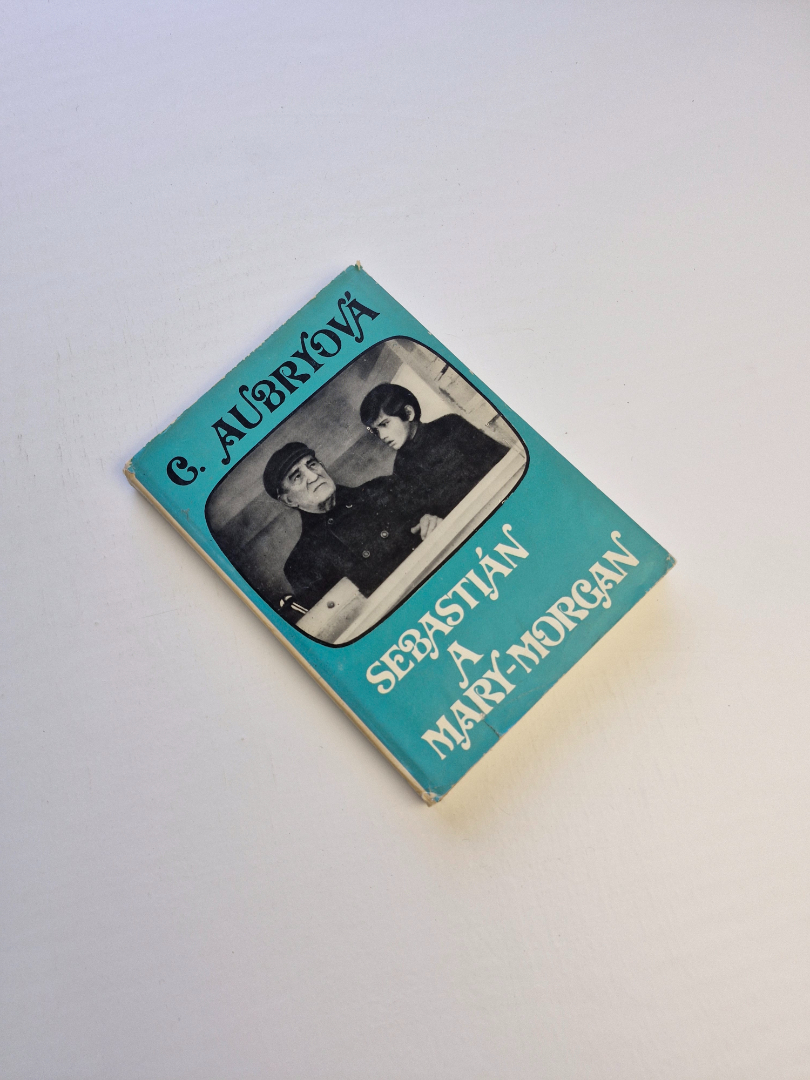 C. AUBRYOVÁ
SEBASTIÁN
A
MARY-MORGAN